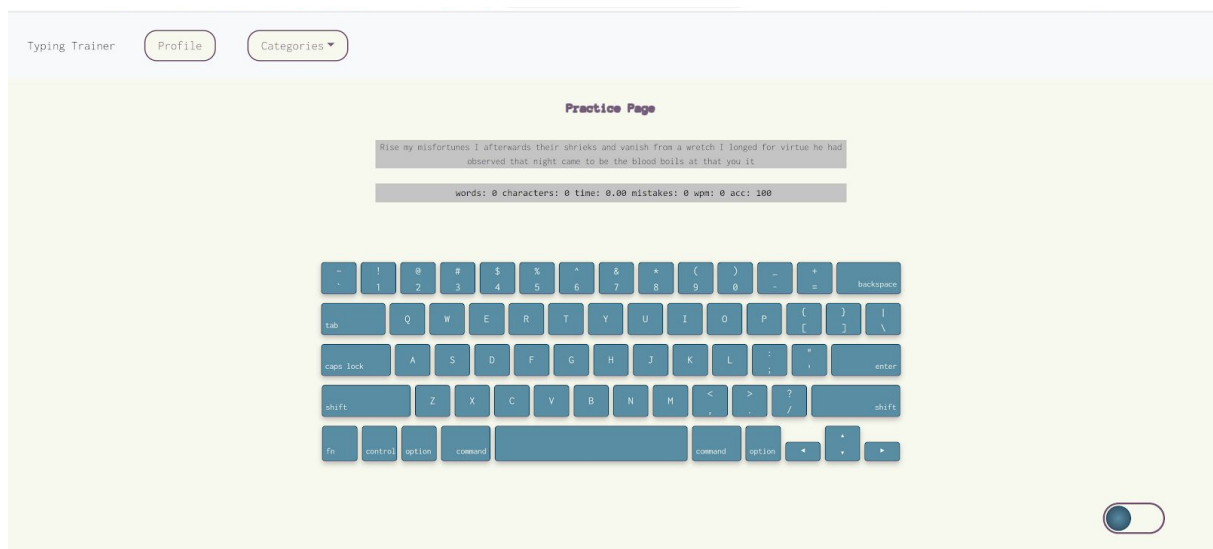 Typing Trainer Profile Categories
Practice Page
Rise my misfortunes I afterwards their shrieks and vanish from a wretch I longed for virtue he had
observed that night came to be the blood boils at that you it
words: 0 characters: 0 time: 0.00 mistakes: 0 wpm: 0 acc: 100
~ ! @ # $ % ^ & * ( ) _ +
` 1 2 3 4 5 6 7 8 9 0 - = backspace
tab Q W E R T Y U I O P { } |
[ ] \
caps lock A S D F G H J K L : "
; ' enter
shift Z X C V B N M < > ?
, . / shift
fn control option command command option